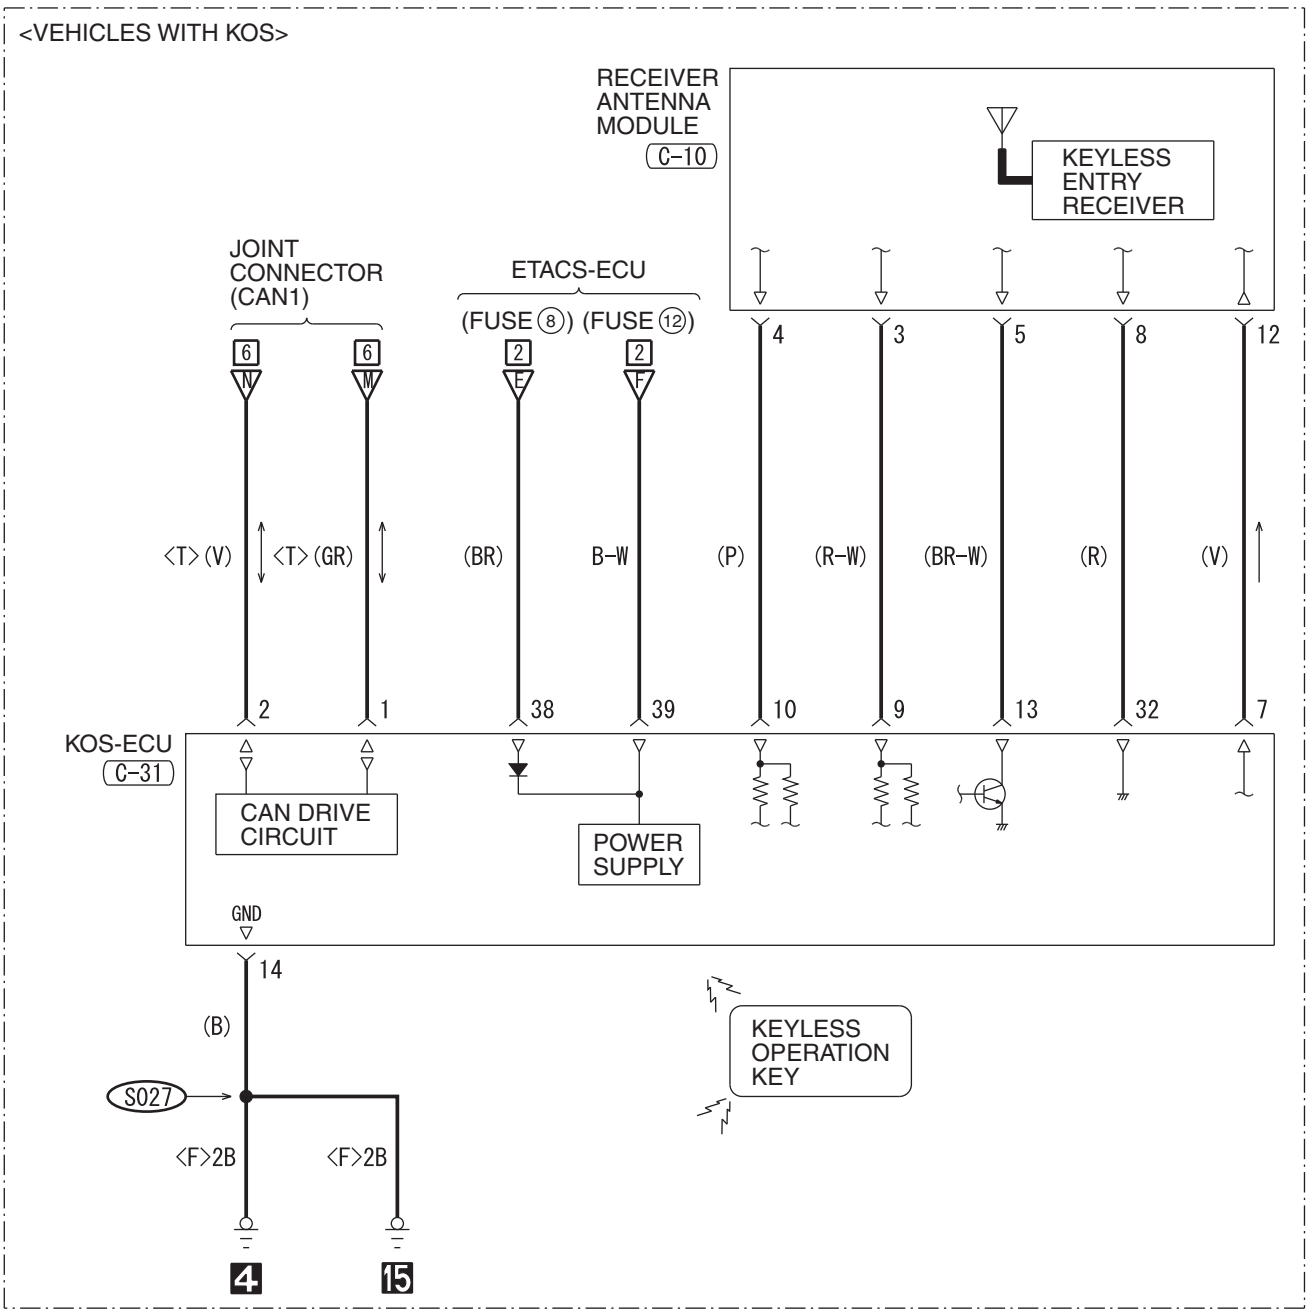 <VEHICLES WITH KOS>
RECEIVER
ANTENNA
MODULE
C-10
KEYLESS
ENTRY
RECEIVER
JOINT
CONNECTOR
(CAN1)
ETACS-ECU
(FUSE 8) (FUSE 12)
4 3 5 8 12
6 6 2 2
N M E F
<T>(V) <T>(GR) (BR) B-W (P) (R-W) (BR-W) (R) (V)
2 1 38 39 10 9 13 32 7
KOS-ECU
C-31
CAN DRIVE
CIRCUIT
POWER
SUPPLY
GND
14
(B)
KEYLESS
OPERATION
KEY
S027
<F>2B <F>2B
4 15